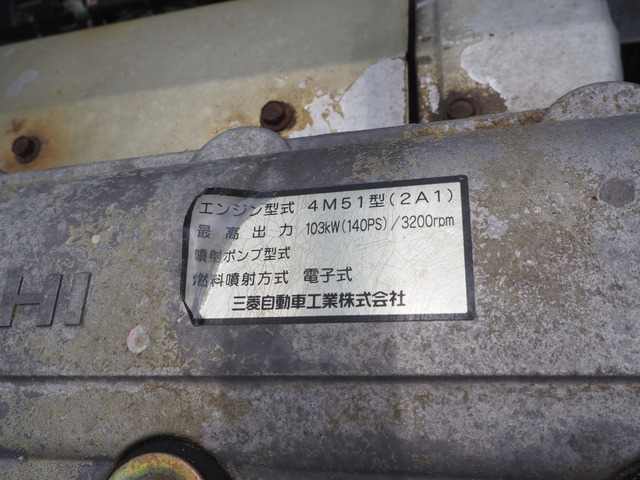 エンジン型式 4M51型(2A1)
最高出力 103kW(140PS)/3200rpm
噴射ポンプ型式
燃料噴射方式 電子式
三菱自動車工業株式会社
HI